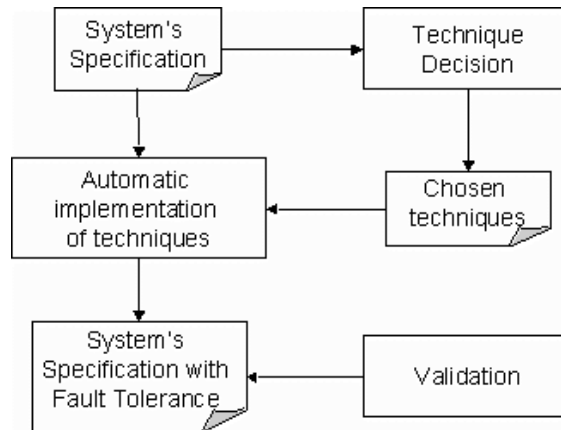 System's
Specification
Technique
Decision
Automatic
implementation
of techniques
Chosen
techniques
System's
Specification with
Fault Tolerance
Validation